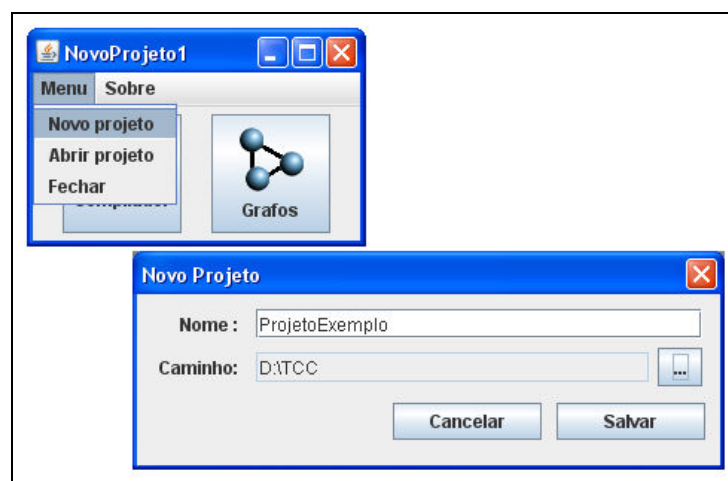 NovoProjeto1
Menu Sobre
Novo projeto
Abrir projeto
Fechar
Grafos
Novo Projeto
Nome : ProjetoExemplo
Caminho: D:\TCC
...
Cancelar Salvar